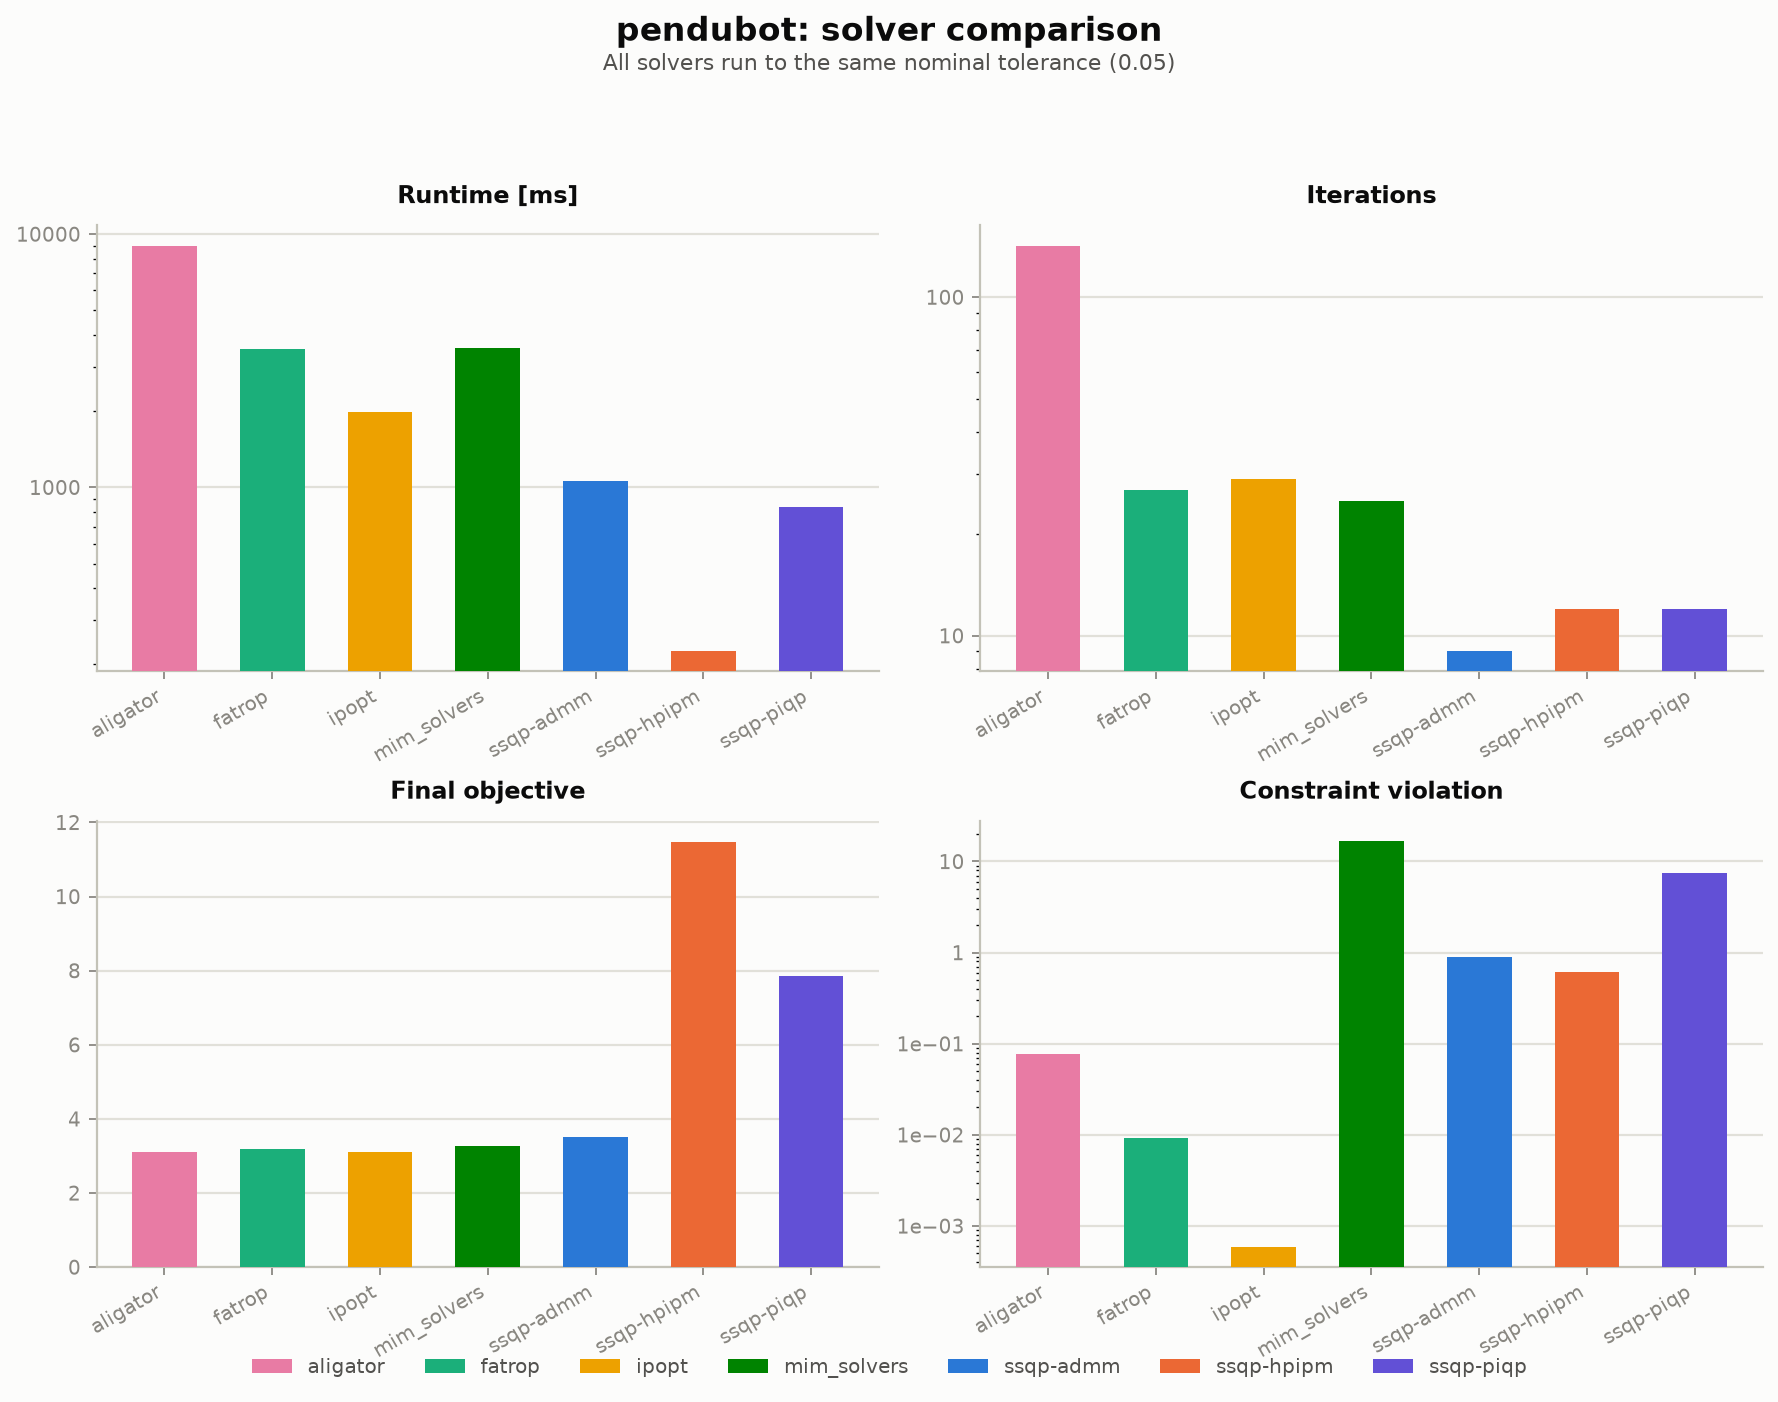 pendubot: solver comparison
All solvers run to the same nominal tolerance (0.05)
Runtime [ms]
10000
1000
aligator
fatrop
ipopt
mim_solvers
ssqp-admm
ssqp-hpipm
ssqp-piqp
Iterations
100
10
aligator
fatrop
ipopt
mim_solvers
ssqp-admm
ssqp-hpipm
ssqp-piqp
Final objective
12
10
8
6
4
2
0
aligator
fatrop
ipopt
mim_solvers
ssqp-admm
ssqp-hpipm
ssqp-piqp
Constraint violation
10
1
1e−01
1e−02
1e−03
aligator
fatrop
ipopt
mim_solvers
ssqp-admm
ssqp-hpipm
ssqp-piqp
aligator fatrop ipopt mim_solvers ssqp-admm ssqp-hpipm ssqp-piqp